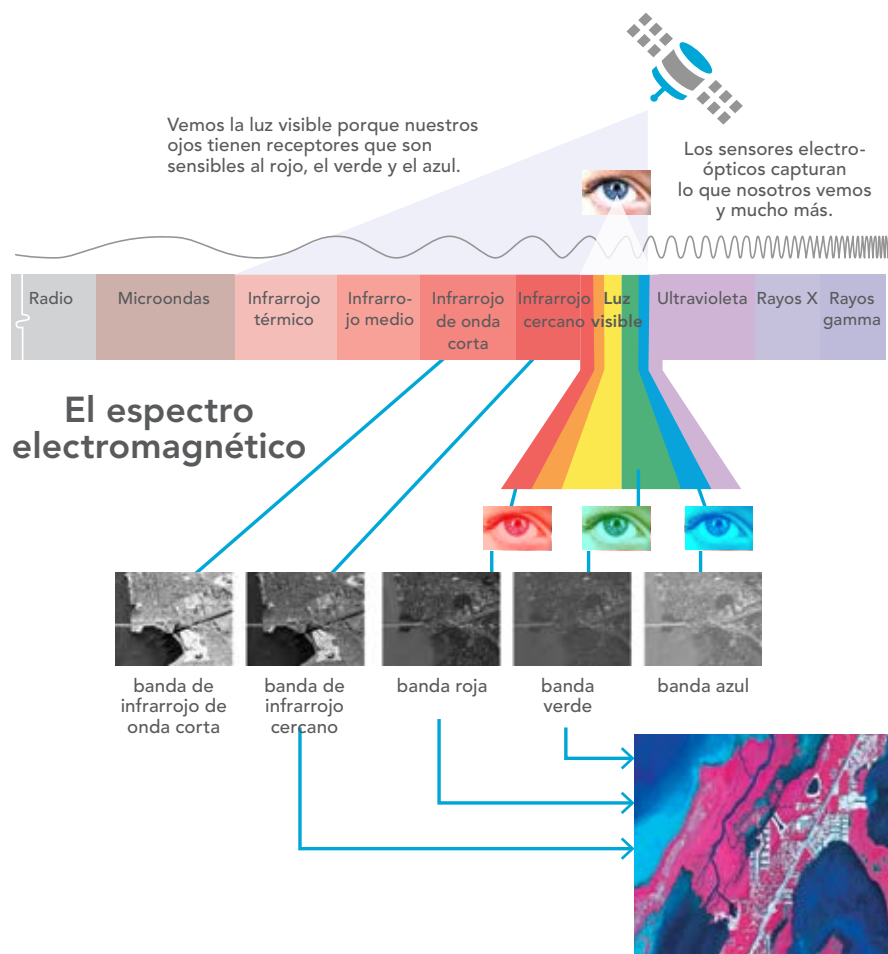 Vemos la luz visible porque nuestros
ojos tienen receptores que son
sensibles al rojo, el verde y el azul.
Los sensores electro-
ópticos capturan
lo que nosotros vemos
y mucho más.
Radio
Microondas
Infrarrojo
térmico
Infrarro-
jo medio
Infrarrojo
de onda
corta
Infrarrojo
cercano
Luz
visible
Ultravioleta
Rayos X
Rayos
gamma
El espectro
electromagnético
banda de
infrarrojo de
onda corta
banda de
infrarrojo
cercano
banda roja
banda
verde
banda azul